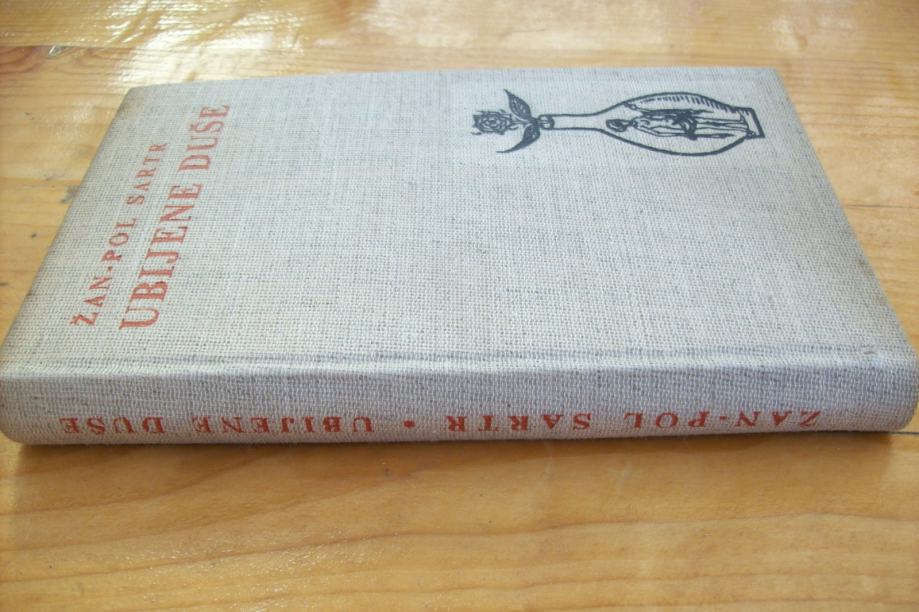 ŽAN-POL SARTR
UBIJENE DUŠE
ŽAN-POL SARTR • UBIJENE DUŠE